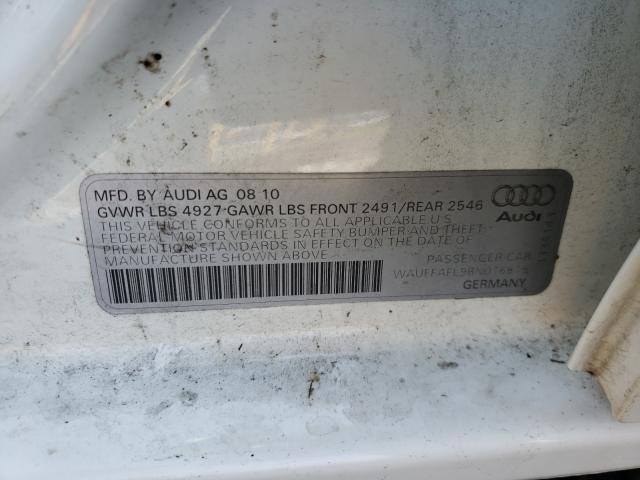 MFD. BY AUDI AG 08 10
GVWR LBS 4927 GAWR LBS FRONT 2491/REAR 2546
THIS VEHICLE CONFORMS TO ALL APPLICABLE U.S
FEDERAL MOTOR VEHICLE SAFETY BUMPER AND THEFT
PREVENTION STANDARDS IN EFFECT ON THE DATE OF
MANUFACTURE SHOWN ABOVE
Audi
PASSENGER CAR
GERMANY